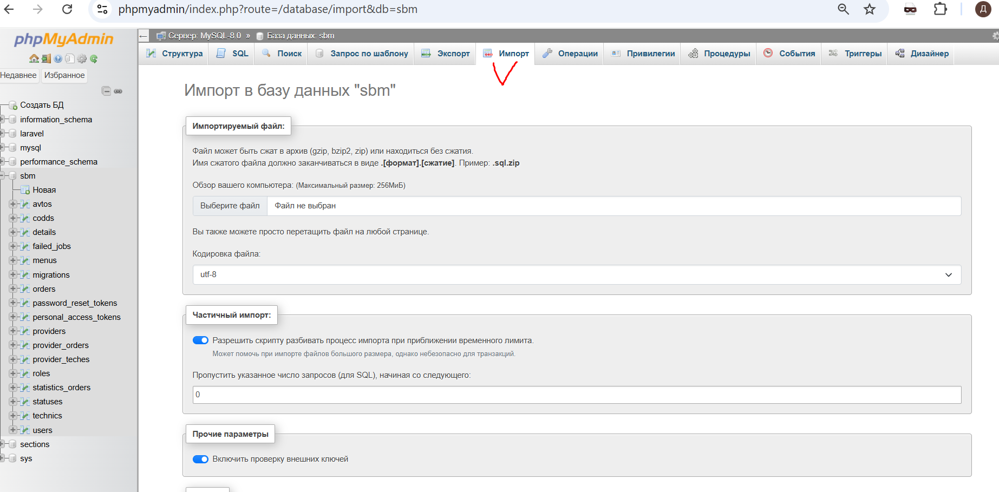 phpmyadmin/index.php?route=/database/import&db=sbm
Д
phpMyAdmin
Недавнее Избранное
Создать БД
information_schema
laravel
mysql
performance_schema
sbm
Новая
avtos
codds
details
failed_jobs
menus
migrations
orders
password_reset_tokens
personal_access_tokens
providers
provider_orders
provider_teches
roles
statistics_orders
statuses
technics
users
sections
sys
← Сервер: MySQL-8.0 » База данных: sbm
Структура SQL Поиск Запрос по шаблону Экспорт Импорт Операции Привилегии Процедуры События Триггеры Дизайнер
Импорт в базу данных "sbm"
Импортируемый файл:
Файл может быть сжат в архив (gzip, bzip2, zip) или находиться без сжатия.
Имя сжатого файла должно заканчиваться в виде .[формат].[сжатие]. Пример: .sql.zip
Обзор вашего компьютера: (Максимальный размер: 256МиБ)
Выберите файл Файл не выбран
Вы также можете просто перетащить файл на любой странице.
Кодировка файла:
utf-8
Частичный импорт:
Разрешить скрипту разбивать процесс импорта при приближении временного лимита.
Может помочь при импорте файлов большого размера, однако небезопасно для транзакций.
Пропустить указанное число запросов (для SQL), начиная со следующего:
0
Прочие параметры
Включить проверку внешних ключей